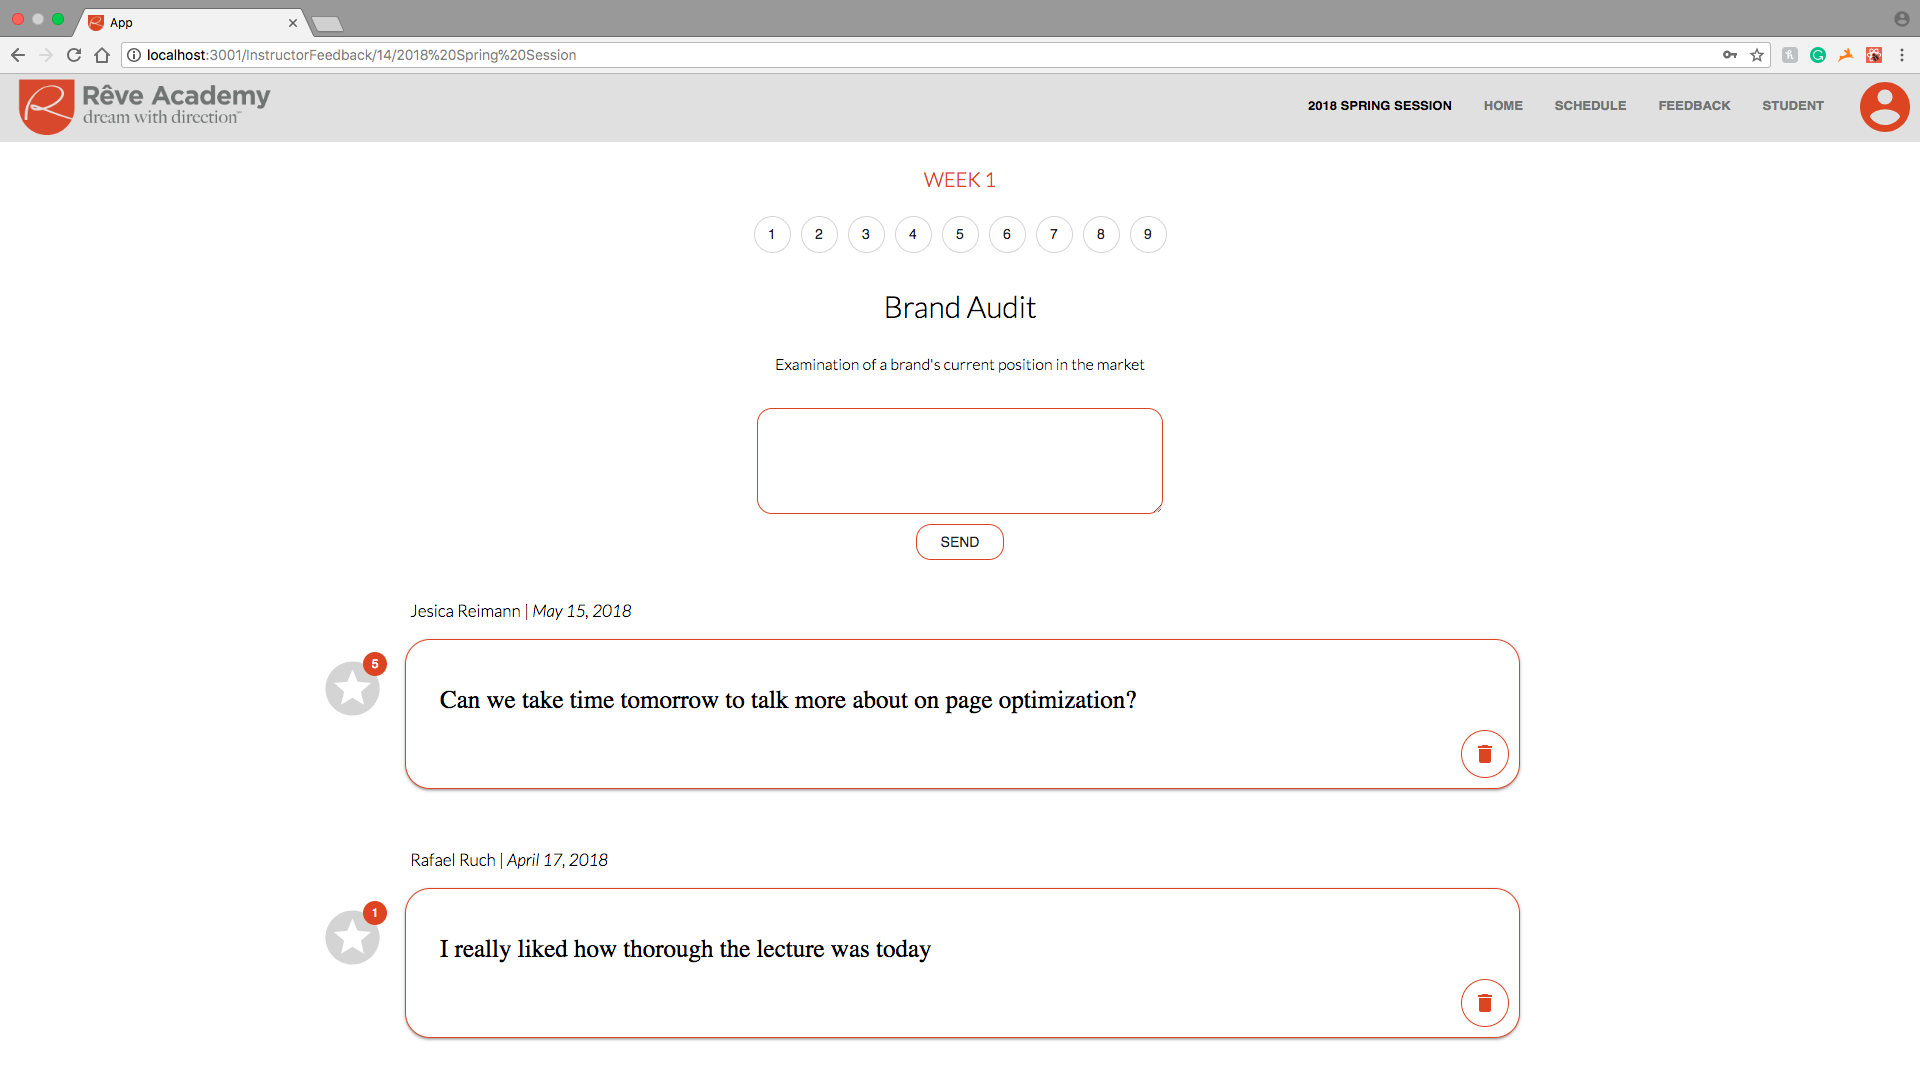 App
localhost:3001/InstructorFeedback/14/2018%20Spring%20Session
Rêve Academy
dream with direction™
2018 SPRING SESSION HOME SCHEDULE FEEDBACK STUDENT
WEEK 1
1 2 3 4 5 6 7 8 9
Brand Audit
Examination of a brand's current position in the market
SEND
Jesica Reimann | May 15, 2018
5
Can we take time tomorrow to talk more about on page optimization?
Rafael Ruch | April 17, 2018
1
I really liked how thorough the lecture was today